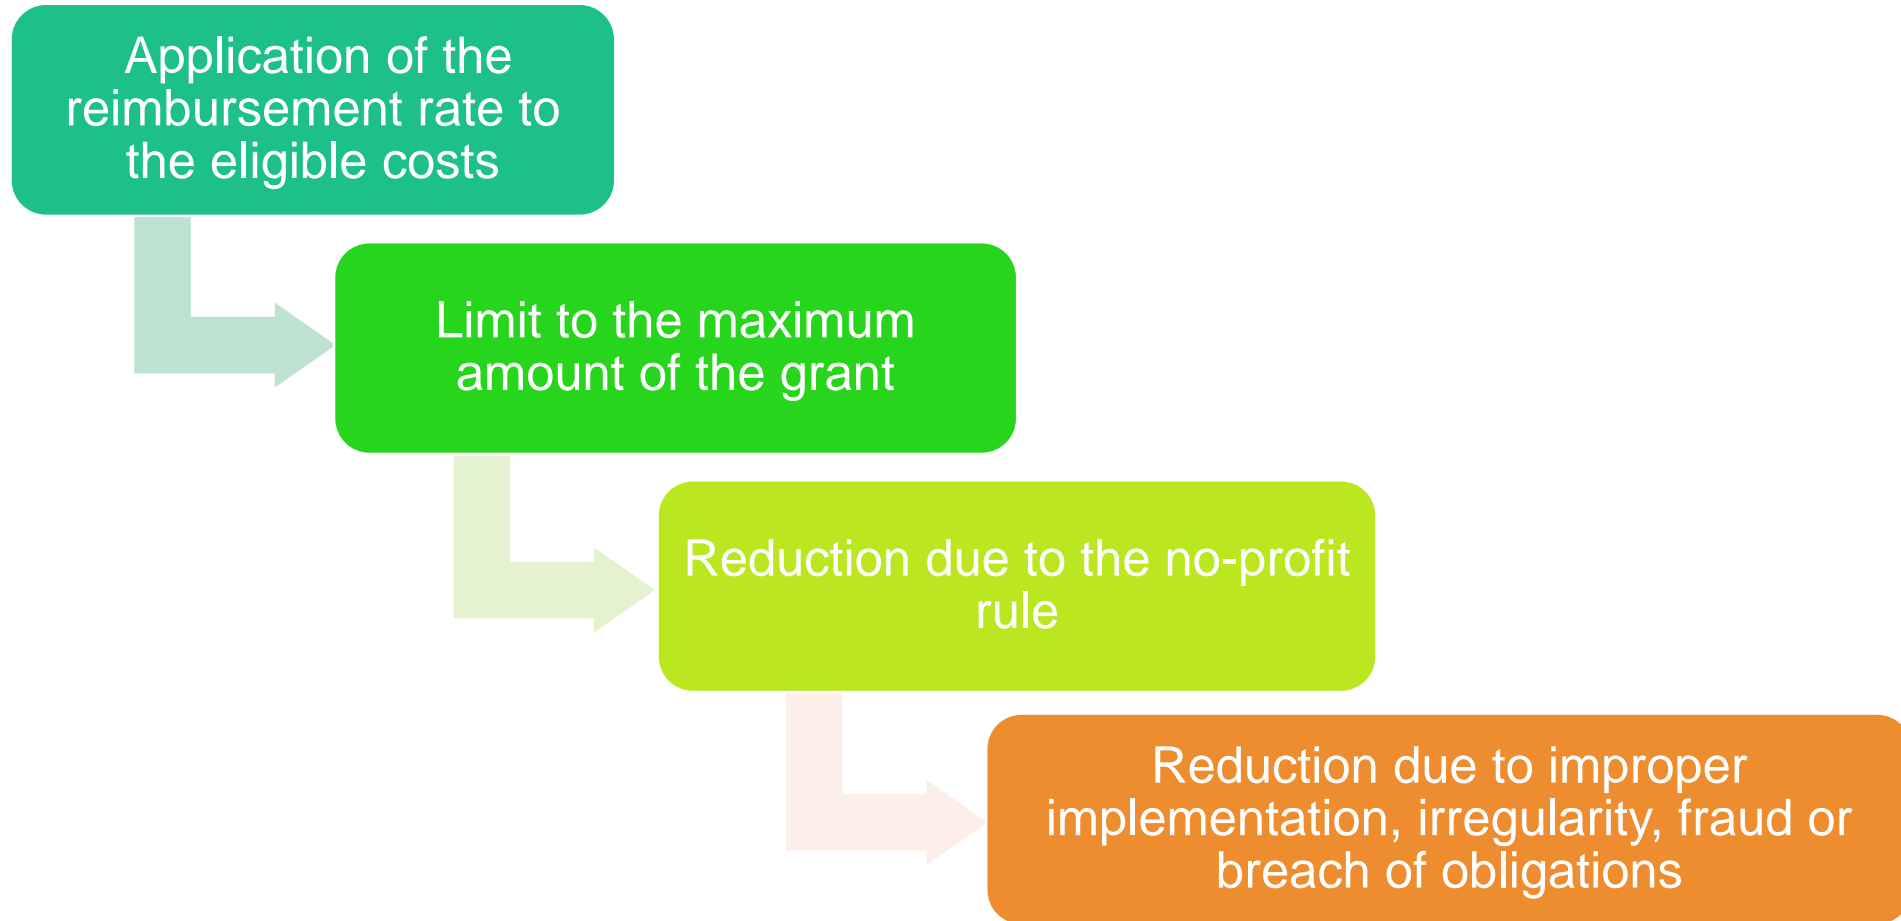 Application of the
reimbursement rate to
the eligible costs
Limit to the maximum
amount of the grant
Reduction due to the no-profit
rule
Reduction due to improper
implementation, irregularity, fraud or
breach of obligations